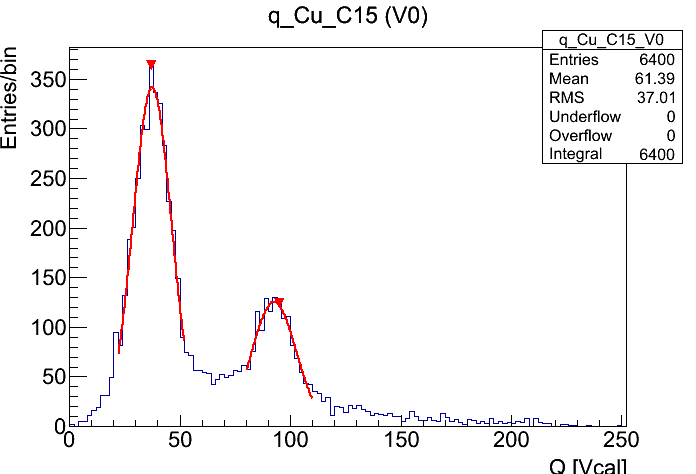 q_Cu_C15 (V0)
q_Cu_C15_V0
Entries 6400
Mean 61.39
RMS 37.01
Underflow 0
Overflow 0
Integral 6400
Entries/bin
350
300
250
200
150
100
50
0
0 50 100 150 200 250
Q [Vcal]